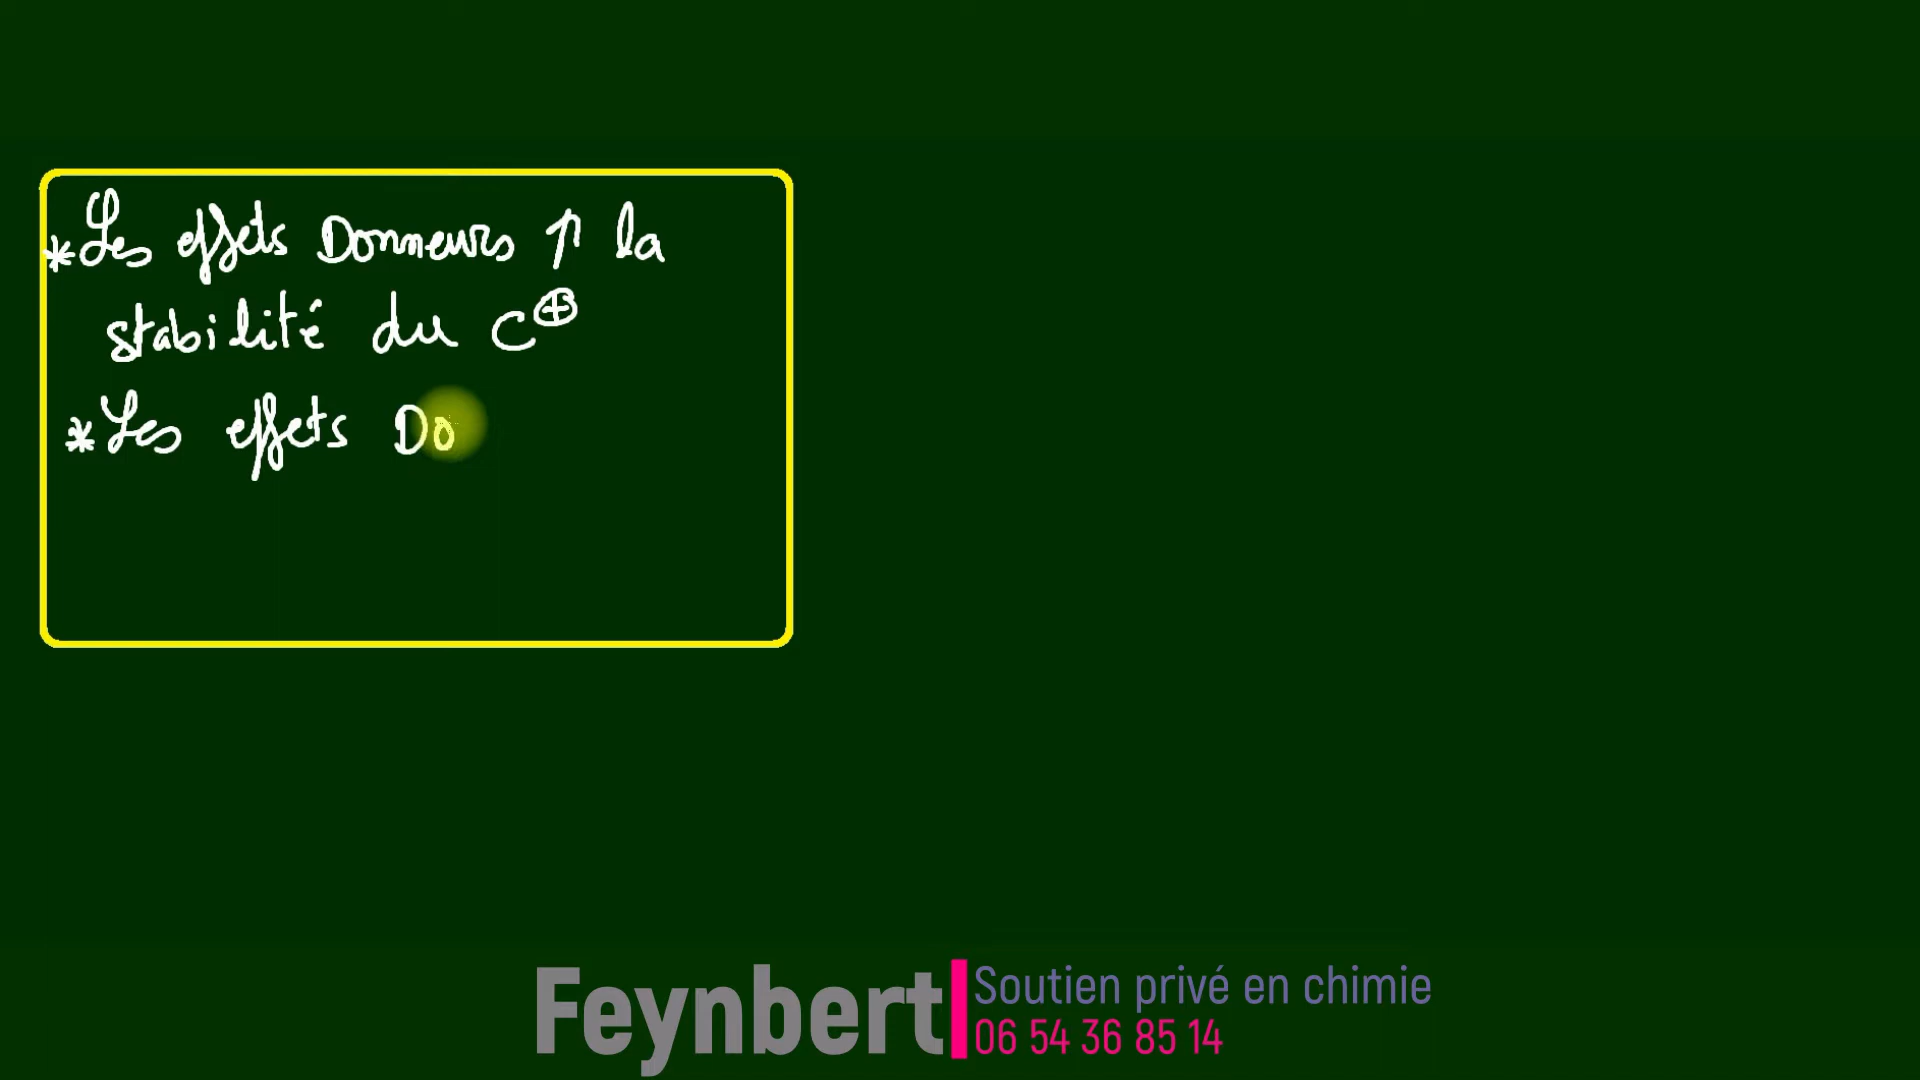 *Les effets Donneurs ↑ la
stabilité du C⊕
*Les effets Do
Feynbert
Soutien privé en chimie
06 54 36 85 14